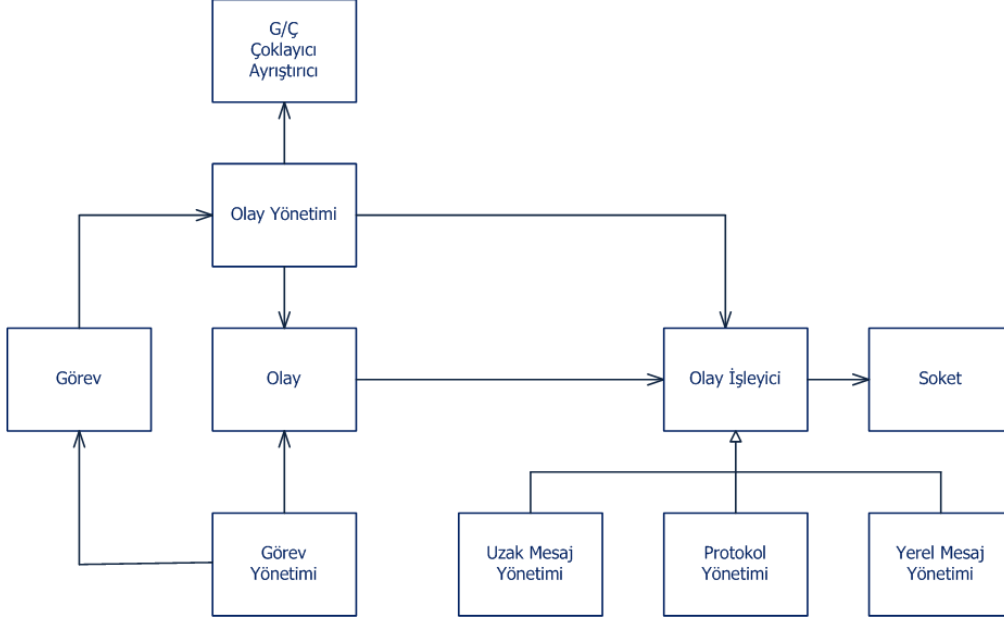 G/Ç
Çoklayıcı
Ayrıştırıcı
Olay Yönetimi
Görev
Olay
Olay İşleyici
Soket
Görev
Yönetimi
Uzak Mesaj
Yönetimi
Protokol
Yönetimi
Yerel Mesaj
Yönetimi